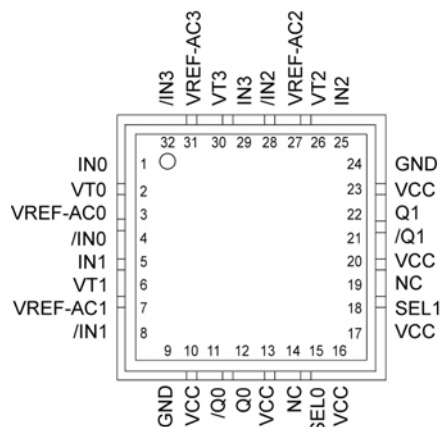 /IN3
VREF-AC3
VT3
IN3
/IN2
VREF-AC2
VT2
IN2
32 31 30 29 28 27 26 25
IN0 1 24 GND
VT0 2 23 VCC
VREF-AC0 3 22 Q1
/IN0 4 21 /Q1
IN1 5 20 VCC
VT1 6 19 NC
VREF-AC1 7 18 SEL1
/IN1 8 17 VCC
9 10 11 12 13 14 15 16
GND
VCC
/Q0
Q0
VCC
NC
SEL0
VCC